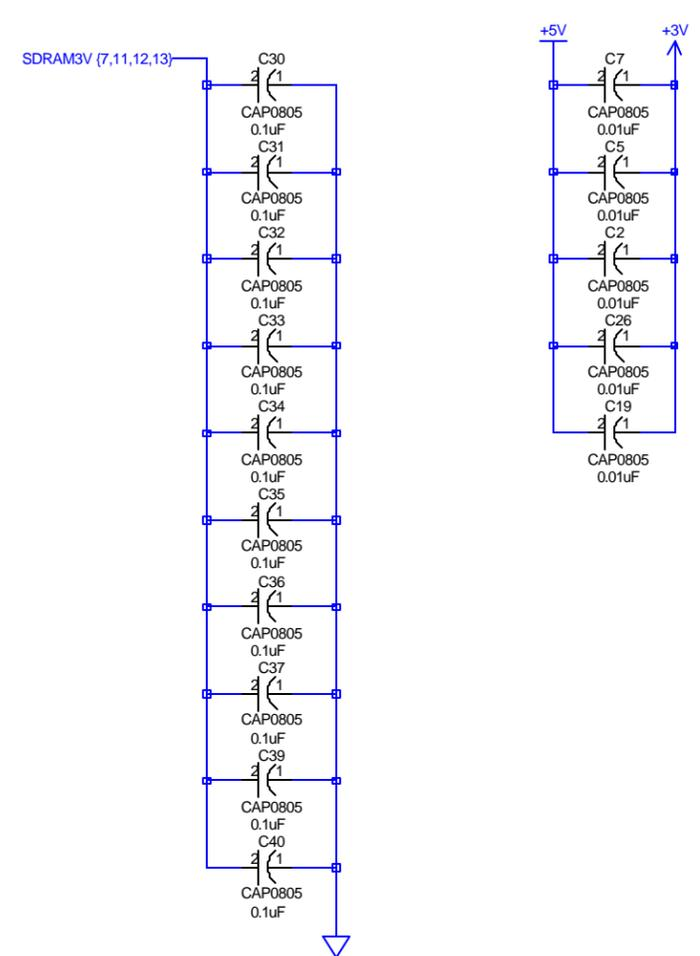 SDRAM3V {7,11,12,13}
C30
2 1
CAP0805
0.1uF
C31
2 1
CAP0805
0.1uF
C32
2 1
CAP0805
0.1uF
C33
2 1
CAP0805
0.1uF
C34
2 1
CAP0805
0.1uF
C35
2 1
CAP0805
0.1uF
C36
2 1
CAP0805
0.1uF
C37
2 1
CAP0805
0.1uF
C39
2 1
CAP0805
0.1uF
C40
2 1
CAP0805
0.1uF
+5V +3V
C7
2 1
CAP0805
0.01uF
C5
2 1
CAP0805
0.01uF
C2
2 1
CAP0805
0.01uF
C26
2 1
CAP0805
0.01uF
C19
2 1
CAP0805
0.01uF